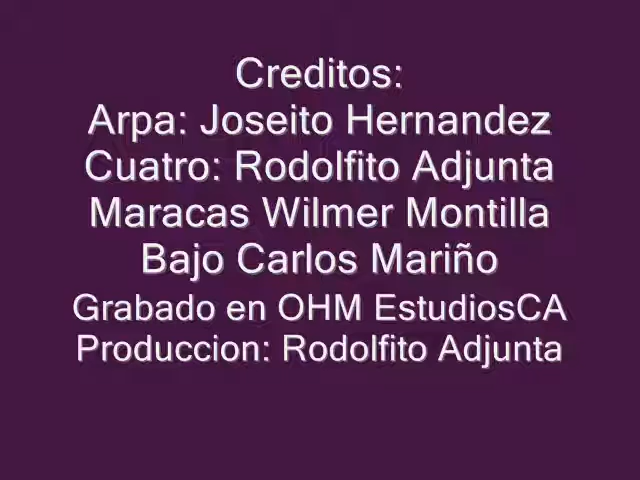 Creditos:
Arpa: Joseito Hernandez
Cuatro: Rodolfito Adjunta
Maracas Wilmer Montilla
Bajo Carlos Mariño
Grabado en OHM EstudiosCA
Produccion: Rodolfito Adjunta